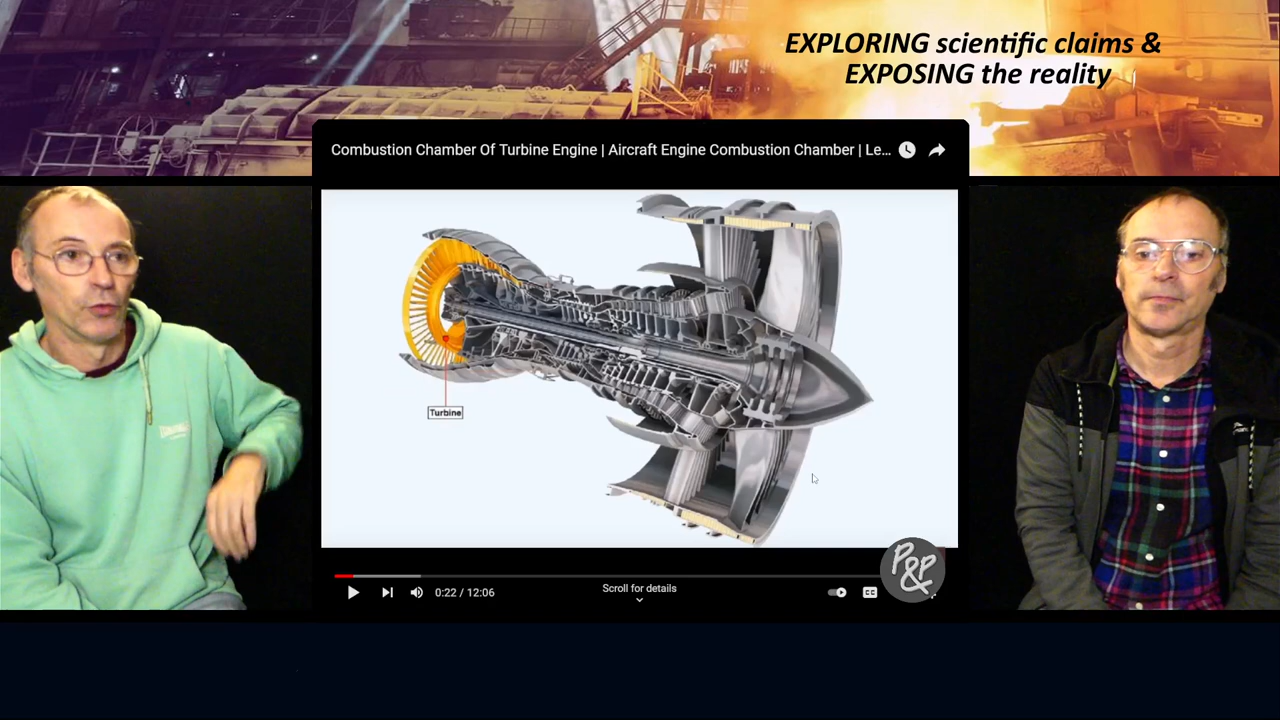 EXPLORING scientific claims &
EXPOSING the reality
Combustion Chamber Of Turbine Engine | Aircraft Engine Combustion Chamber | Le...
Turbine
P&P
0:22 / 12:06
Scroll for details
CC